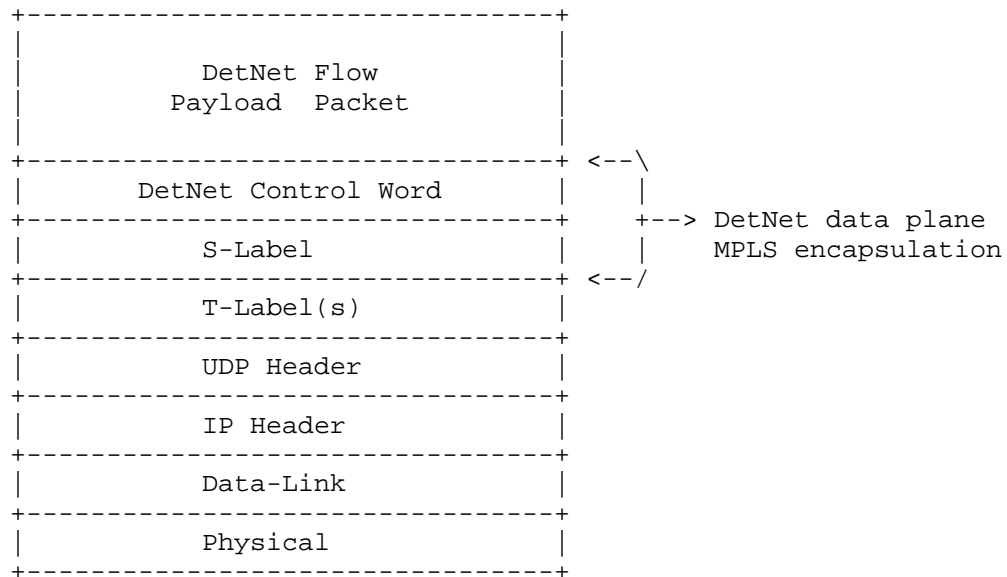 +---------------------------------+
|                                 |
|           DetNet Flow           |
|         Payload  Packet         |
|                                 |
+---------------------------------+ <--\
|       DetNet Control Word       |    |
+---------------------------------+    +--> DetNet data plane
|           S-Label               |    |    MPLS encapsulation
+---------------------------------+ <--/
|           T-Label(s)            |
+---------------------------------+
|           UDP Header            |
+---------------------------------+
|           IP Header             |
+---------------------------------+
|           Data-Link             |
+---------------------------------+
|           Physical              |
+---------------------------------+